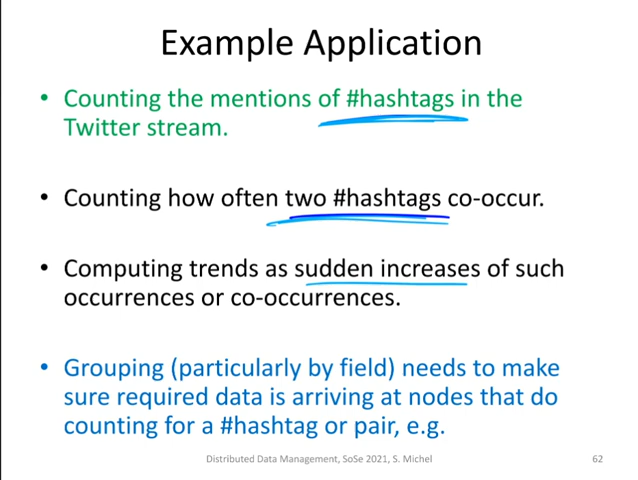 Example Application
• Counting the mentions of #hashtags in the
Twitter stream.
• Counting how often two #hashtags co-occur.
• Computing trends as sudden increases of such
occurrences or co-occurrences.
• Grouping (particularly by field) needs to make
sure required data is arriving at nodes that do
counting for a #hashtag or pair, e.g.
Distributed Data Management, SoSe 2021, S. Michel
62